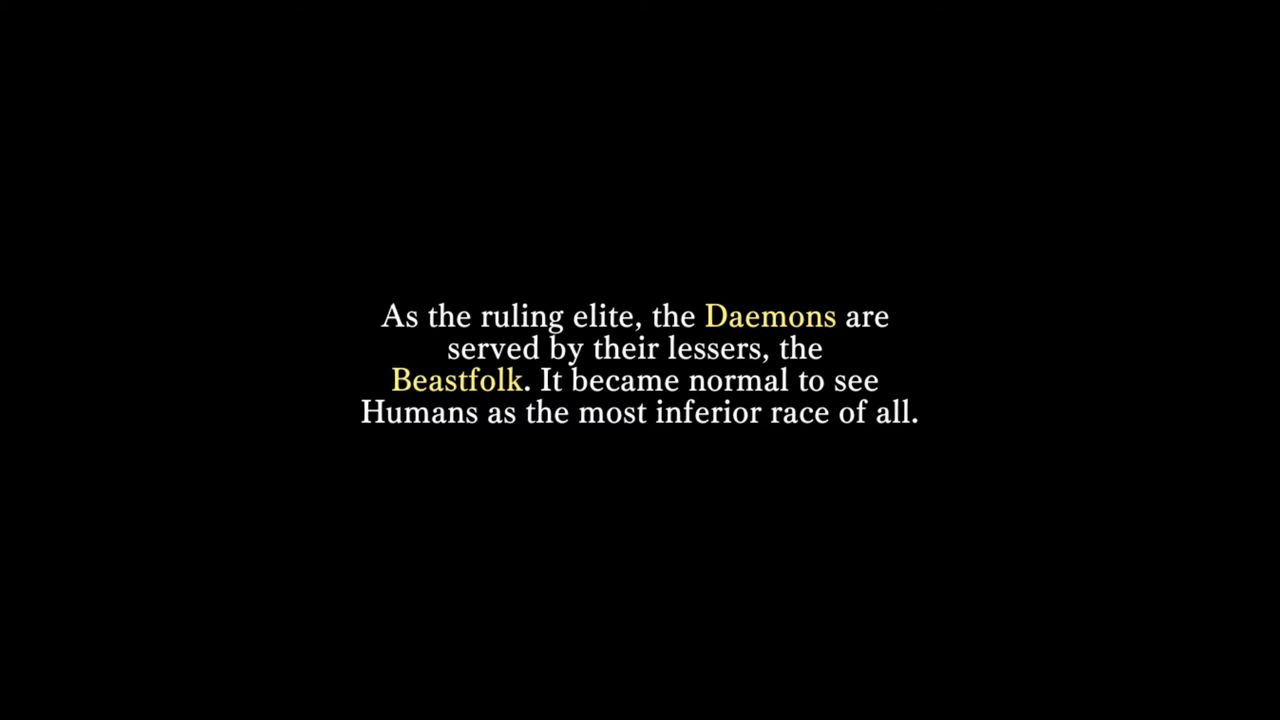 As the ruling elite, the Daemons are
served by their lessers, the
Beastfolk. It became normal to see
Humans as the most inferior race of all.